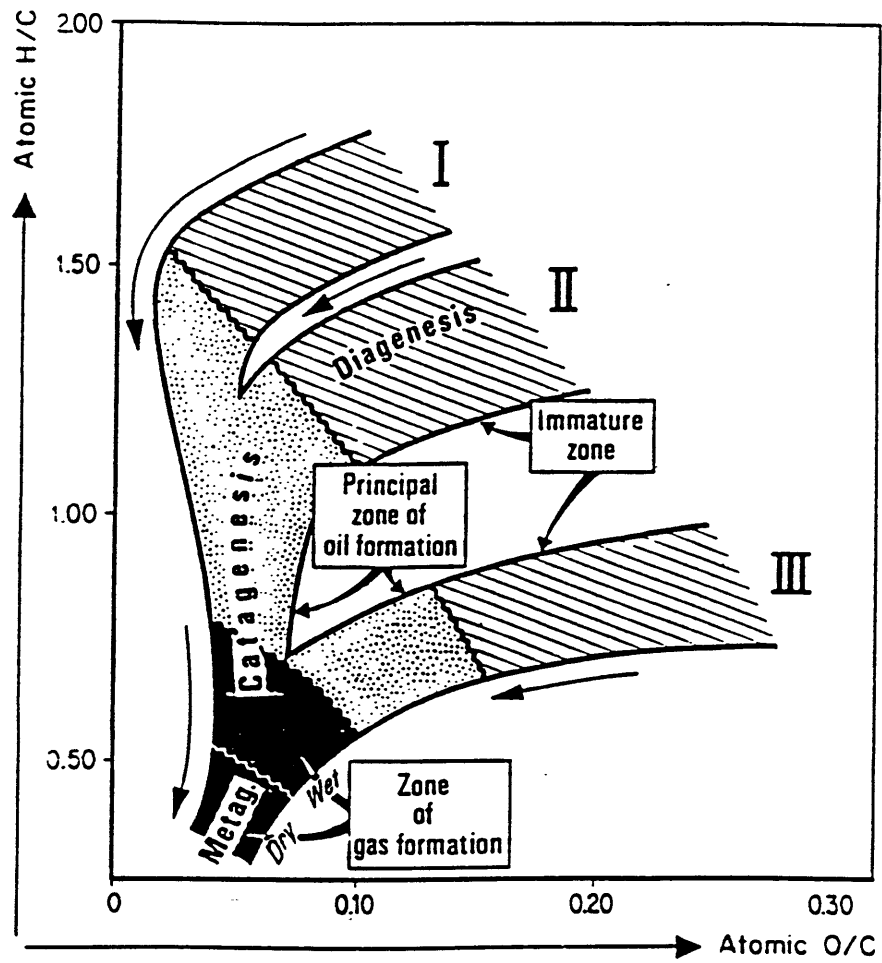 Atomic H/C
2.00
1.50
1.00
0.50
I
II
III
Diagenesis
Immature
zone
Principal
zone of
oil formation
Catagenesis
Metag.
Wet
Dry
Zone
of
gas formation
0
0.10
0.20
0.30
Atomic O/C